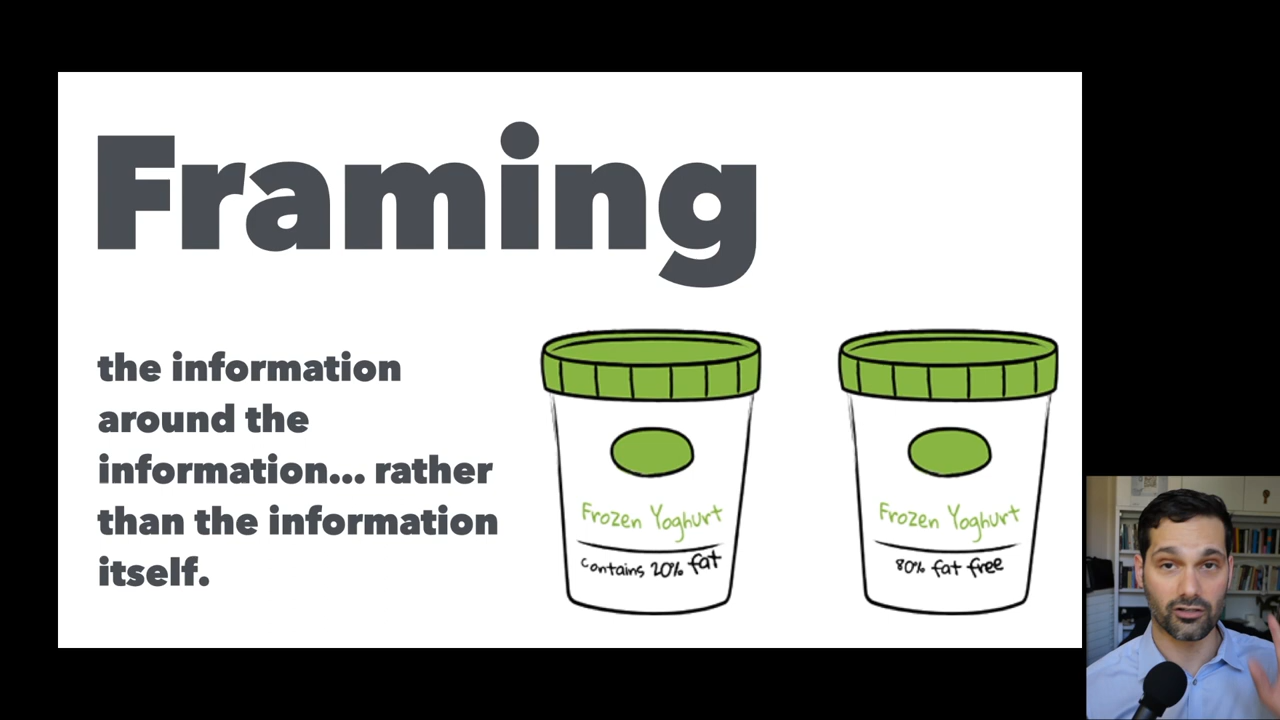 Framing
the information
around the
information... rather
than the information
itself.
Frozen Yoghurt
contains 20% fat
Frozen Yoghurt
80% fat free